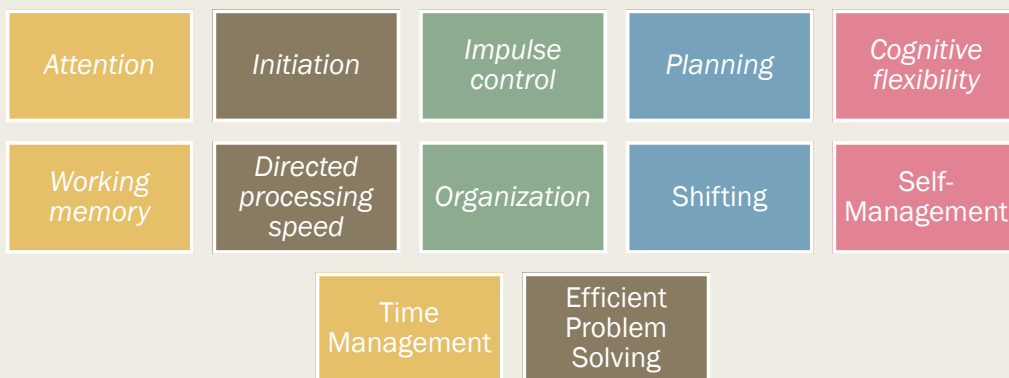 Attention
Initiation
Impulse
control
Planning
Cognitive
flexibility
Working
memory
Directed
processing
speed
Organization
Shifting
Self-
Management
Time
Management
Efficient
Problem
Solving